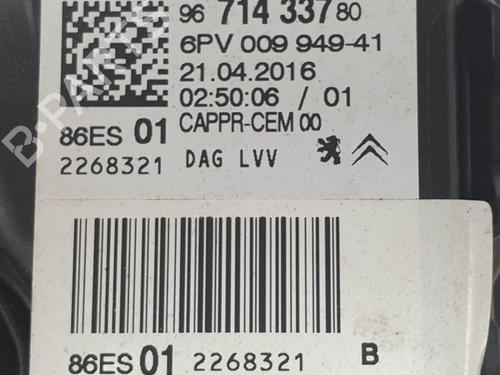 96 714 337 80
6PV 009 949-41
21.04.2016
02:50:06 / 01
86ES 01 CAPPR-CEM 00
2268321 DAG LVV
86ES 01 2268321 B
B-PARTS